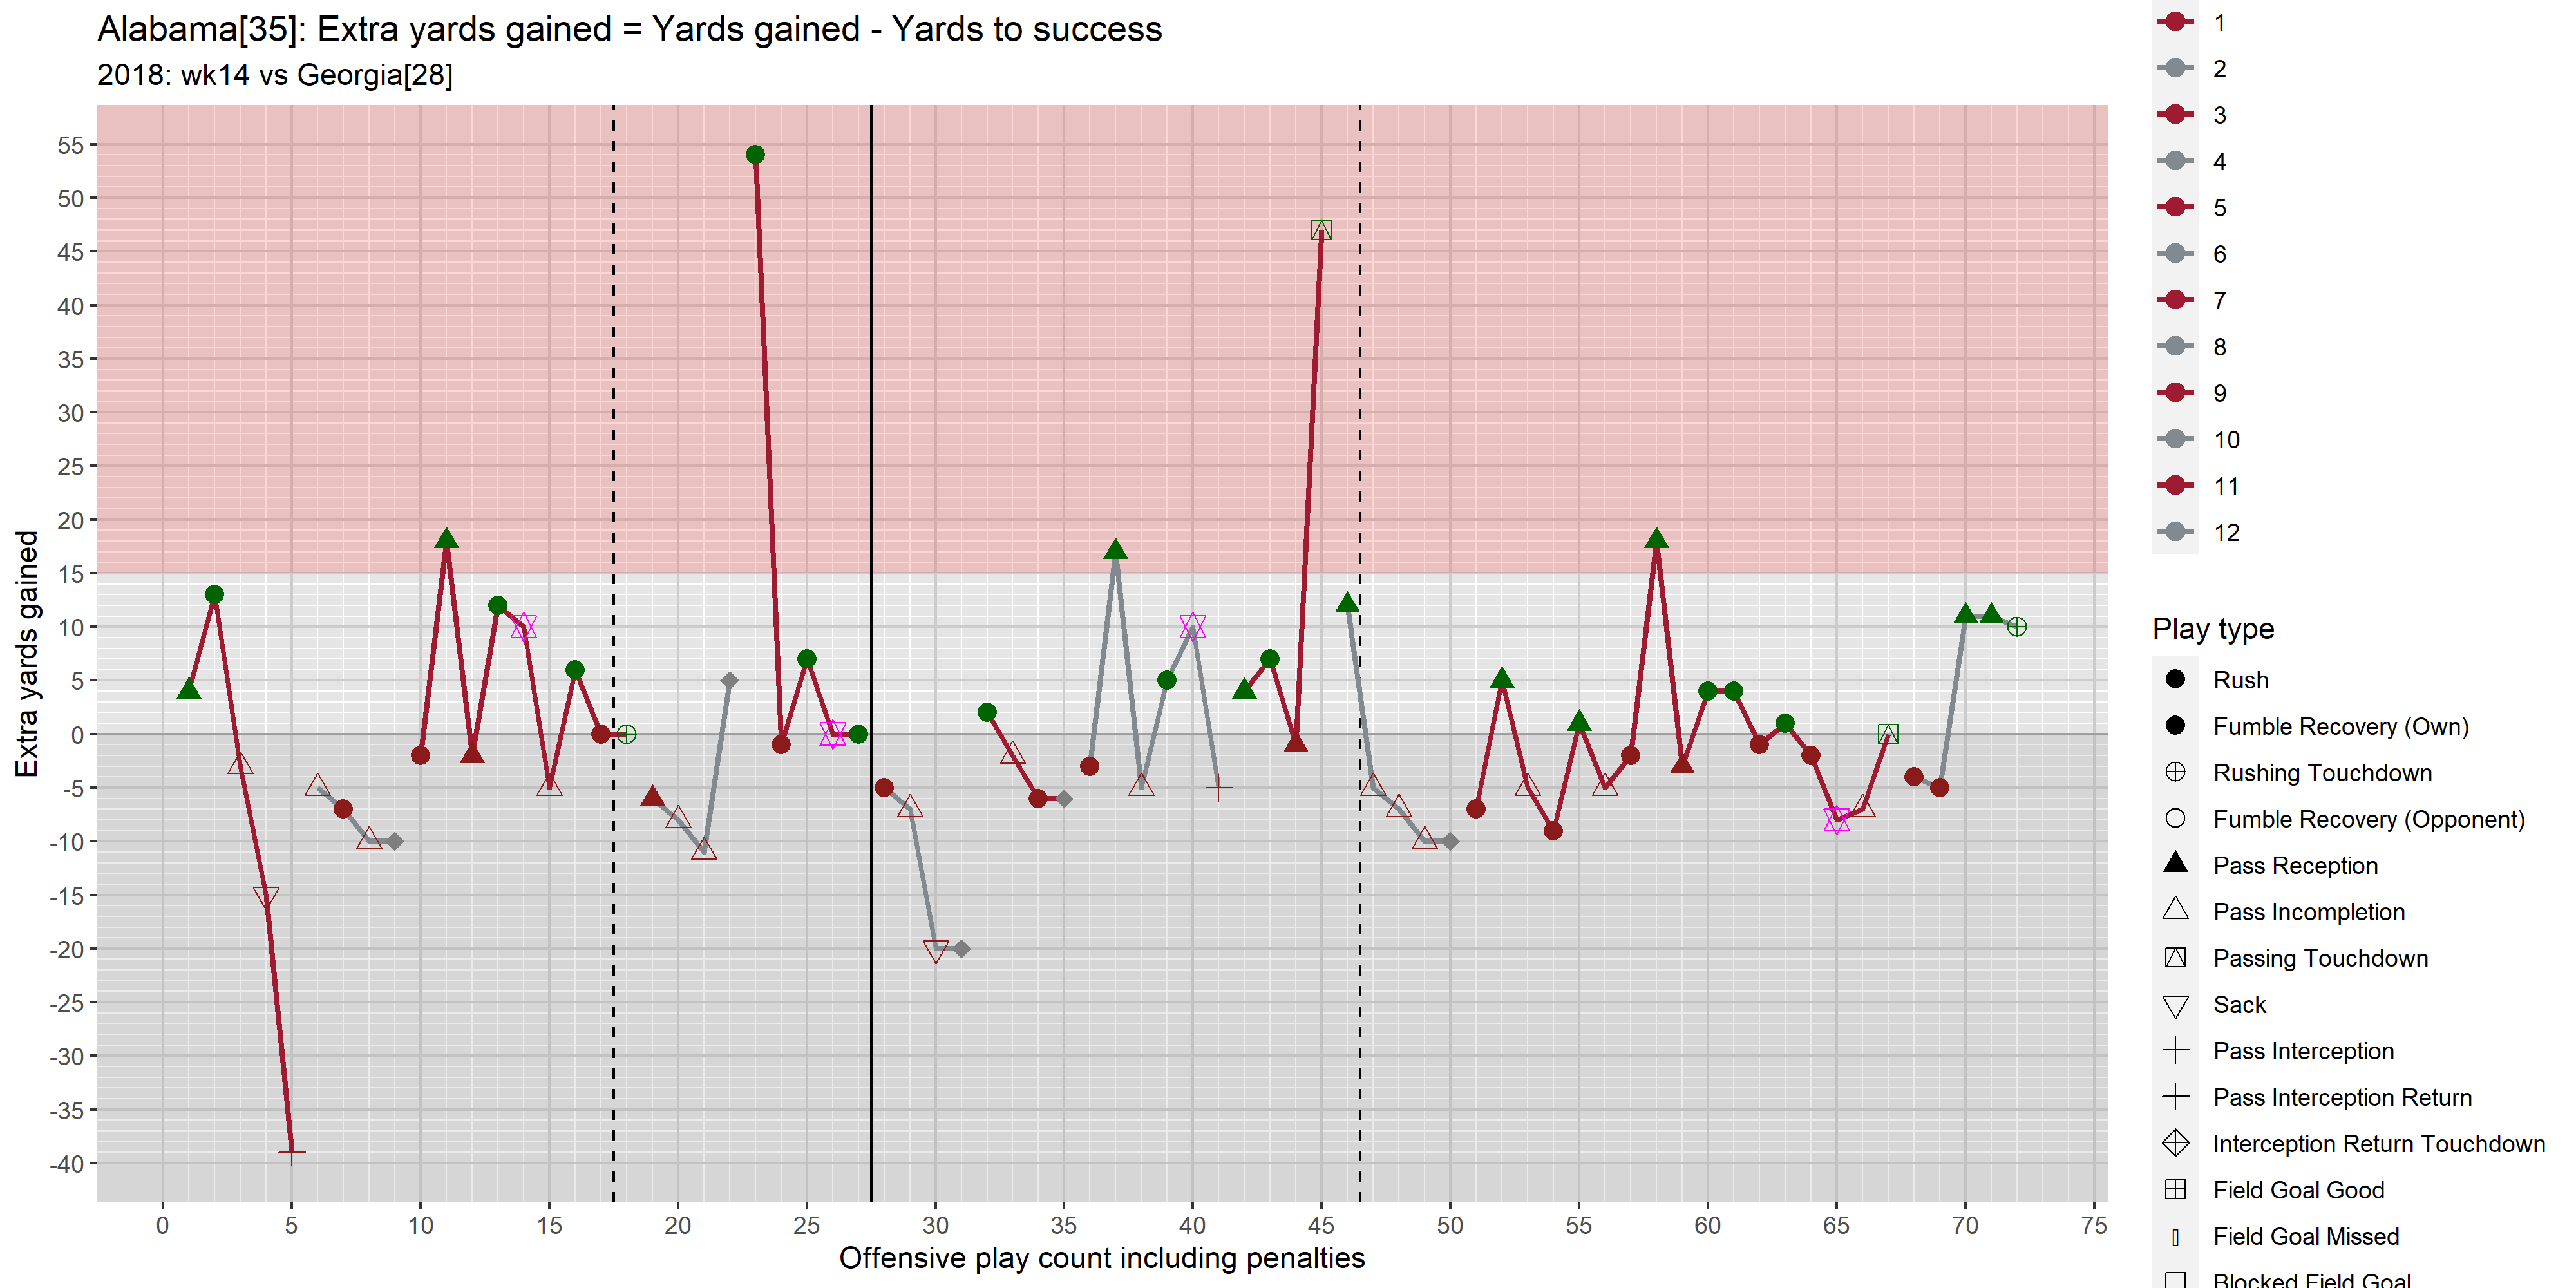 Alabama[35]: Extra yards gained = Yards gained - Yards to success
2018: wk14 vs Georgia[28]
Extra yards gained
55
50
45
40
35
30
25
20
15
10
5
0
-5
-10
-15
-20
-25
-30
-35
-40
0 5 10 15 20 25 30 35 40 45 50 55 60 65 70 75
Offensive play count including penalties
1
2
3
4
5
6
7
8
9
10
11
12
Play type
Rush
Fumble Recovery (Own)
Rushing Touchdown
Fumble Recovery (Opponent)
Pass Reception
Pass Incompletion
Passing Touchdown
Sack
Pass Interception
Pass Interception Return
Interception Return Touchdown
Field Goal Good
Field Goal Missed
Blocked Field Goal